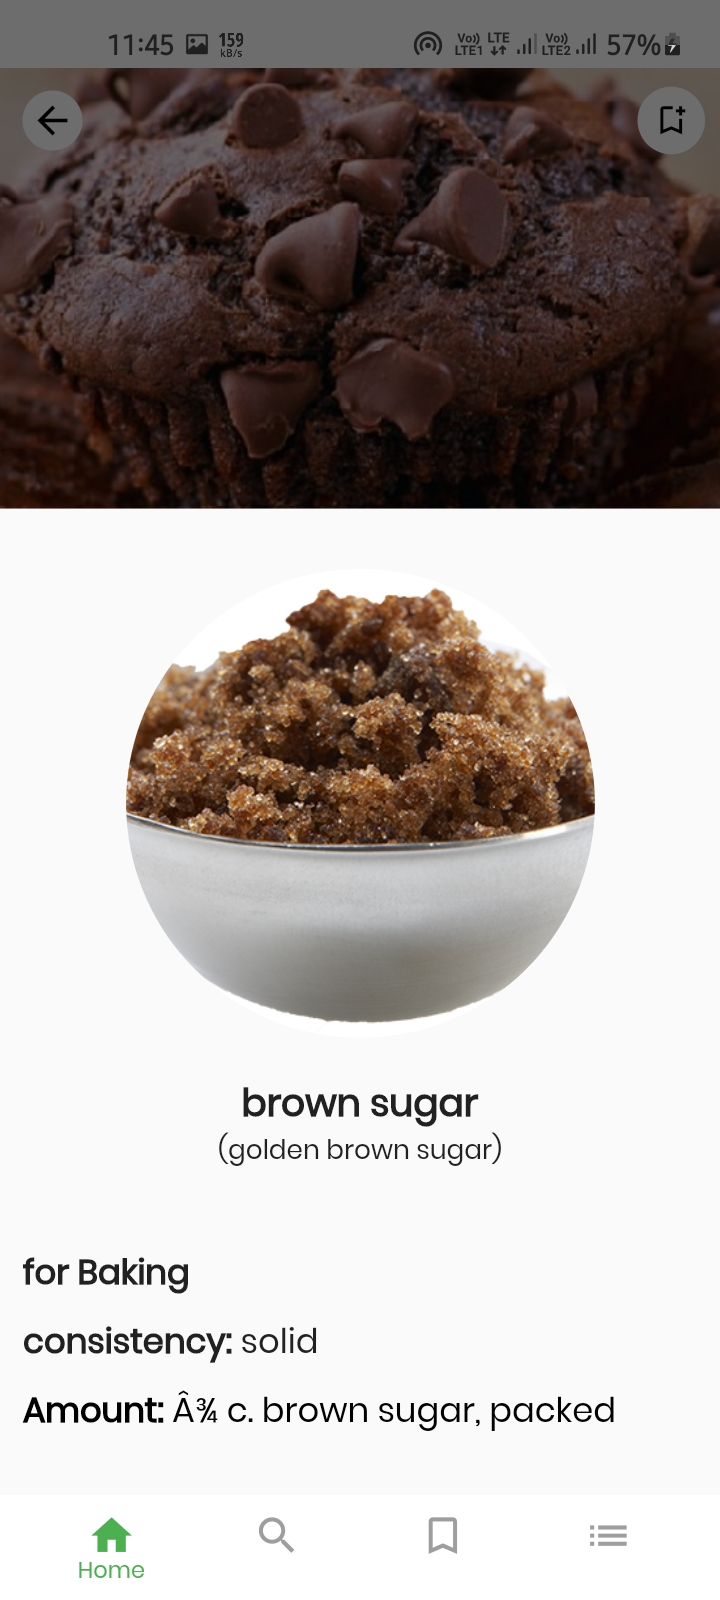 11:45 159 kB/s Vo)) LTE1 LTE Vo)) LTE2 57%
brown sugar
(golden brown sugar)
for Baking
consistency: solid
Amount: Â¾ c. brown sugar, packed
Home